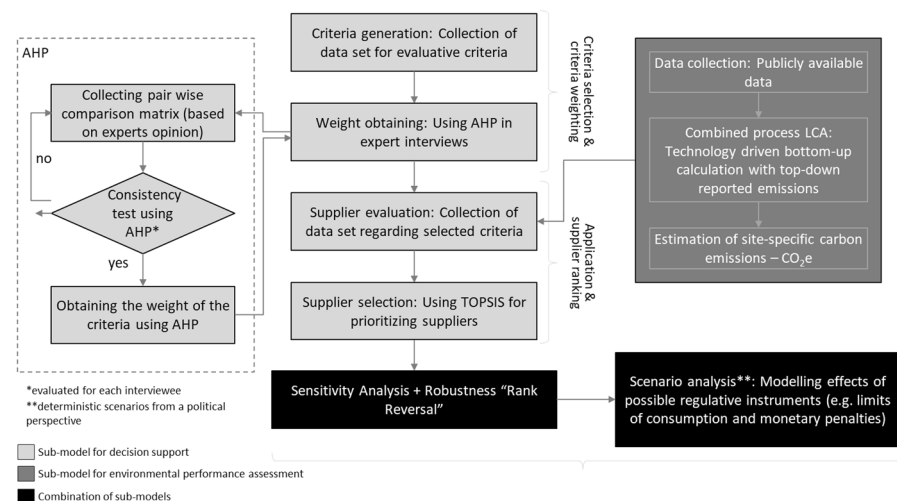 AHP
Collecting pair wise
comparison matrix (based
on experts opinion)
no
Consistency
test using
AHP*
yes
Obtaining the weight of the
criteria using AHP
Criteria generation: Collection of
data set for evaluative criteria
Weight obtaining: Using AHP in
expert interviews
Supplier evaluation: Collection of
data set regarding selected criteria
Supplier selection: Using TOPSIS for
prioritizing suppliers
Criteria selection &
criteria weighting
Application &
supplier ranking
Data collection: Publicly available
data
Combined process LCA:
Technology driven bottom-up
calculation with top-down
reported emissions
Estimation of site-specific carbon
emissions – CO₂e
Sensitivity Analysis + Robustness “Rank
Reversal”
Scenario analysis**: Modelling effects of
possible regulative instruments (e.g. limits
of consumption and monetary penalties)
*evaluated for each interviewee
**deterministic scenarios from a political
perspective
Sub-model for decision support
Sub-model for environmental performance assessment
Combination of sub-models